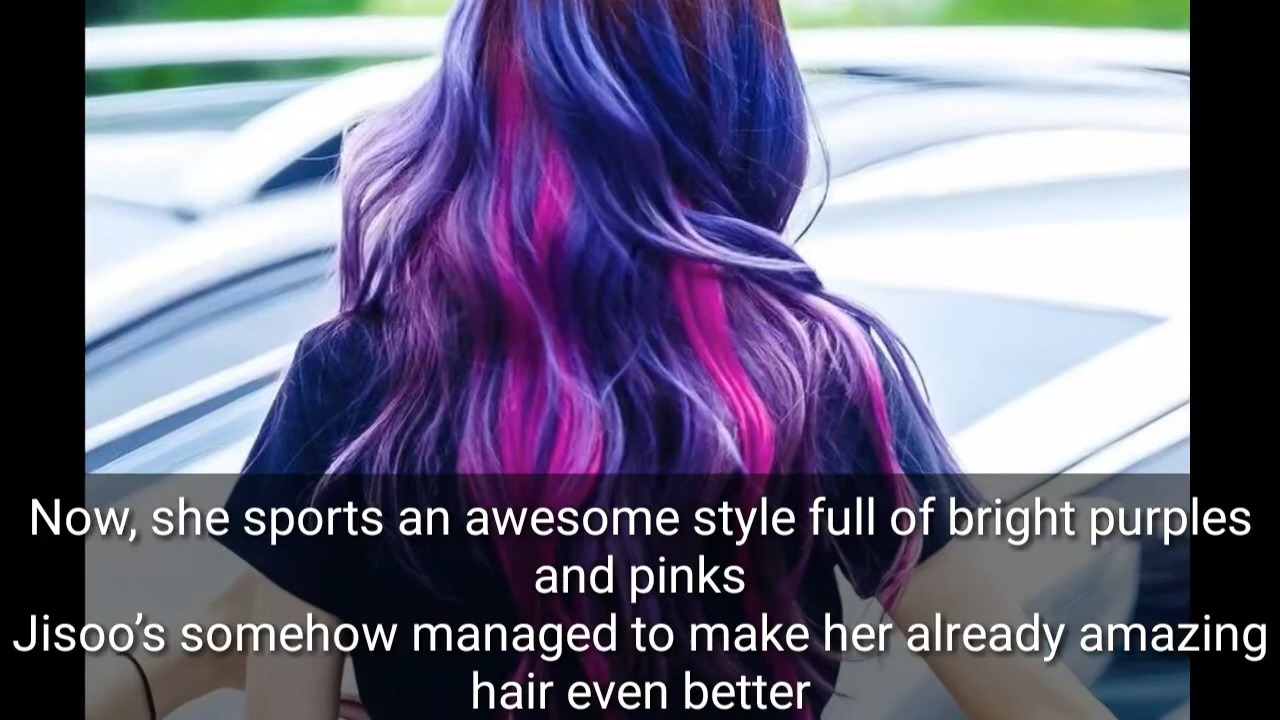 Now, she sports an awesome style full of bright purples
and pinks
Jisoo’s somehow managed to make her already amazing
hair even better